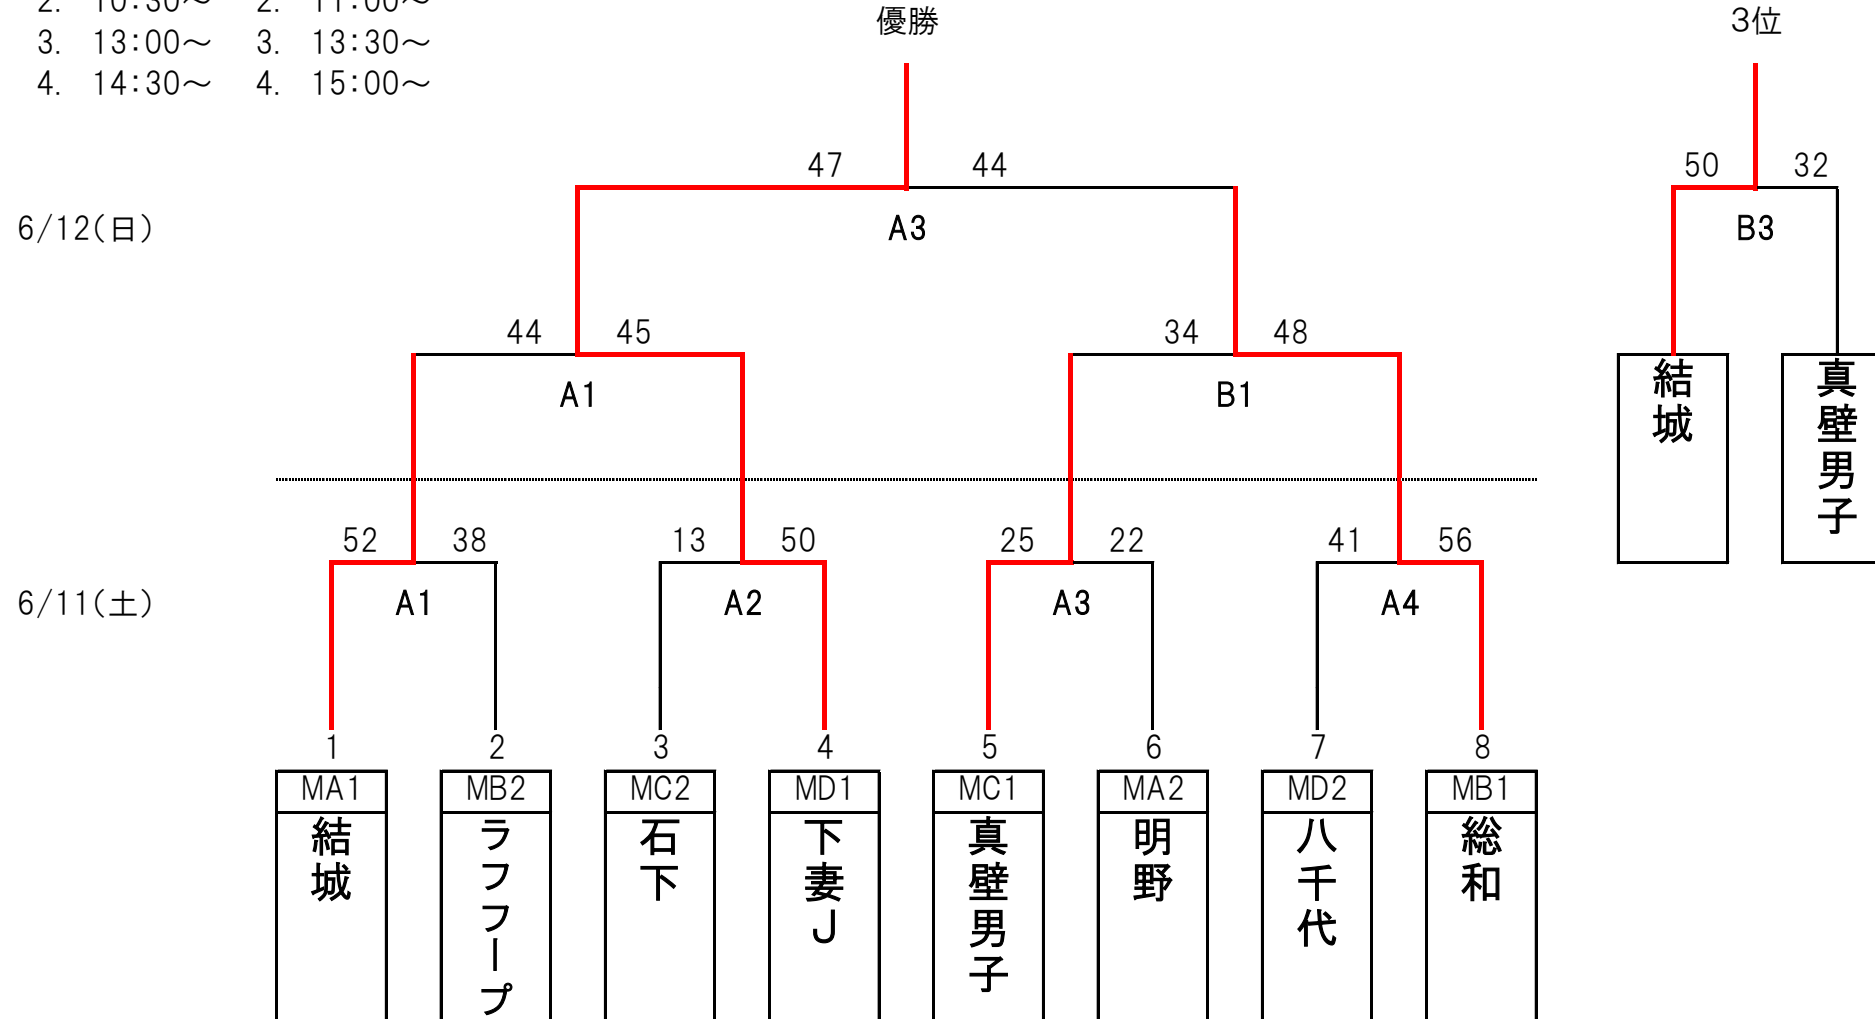 2. 10:30～ 2. 11:00～
3. 13:00～ 3. 13:30～
4. 14:30～ 4. 15:00～
優勝 3位
47 44 50 32
6/12(日) A3 B3
44 45 34 48
A1 B1
結城 真壁男子
52 38 13 50 25 22 41 56
6/11(土) A1 A2 A3 A4
1 2 3 4 5 6 7 8
MA1 MB2 MC2 MD1 MC1 MA2 MD2 MB1
結城
ラフフープ
石下
下妻J
真壁男子
明野
八千代
総和